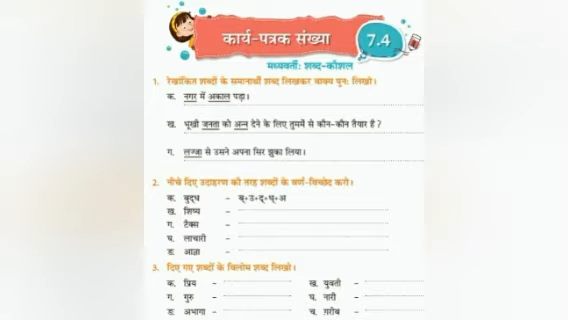 कार्य-पत्रक संख्या 7.4
मध्यवर्ती: शब्द-कौशल
1. रेखांकित शब्दों के समानार्थी शब्द लिखकर वाक्य पुनः लिखो।
क. नगर में अकाल पड़ा।
ख. भूखी जनता को अन्न देने के लिए तुममें से कौन-कौन तैयार है ?
ग. लज्जा से उसने अपना सिर झुका लिया।
2. नीचे दिए उदाहरण की तरह शब्दों के वर्ण-विच्छेद करो।
क. बुद्ध - ब्+उ+द्+ध्+अ
ख. शिष्य -
ग. टैक्स -
घ. लाचारी -
ङ. आज्ञा -
3. दिए गए शब्दों के विलोम शब्द लिखो।
क. प्रिय - ख. युवती -
ग. गुरु - घ. नारी -
ङ. अभागा - च. ग़रीब -